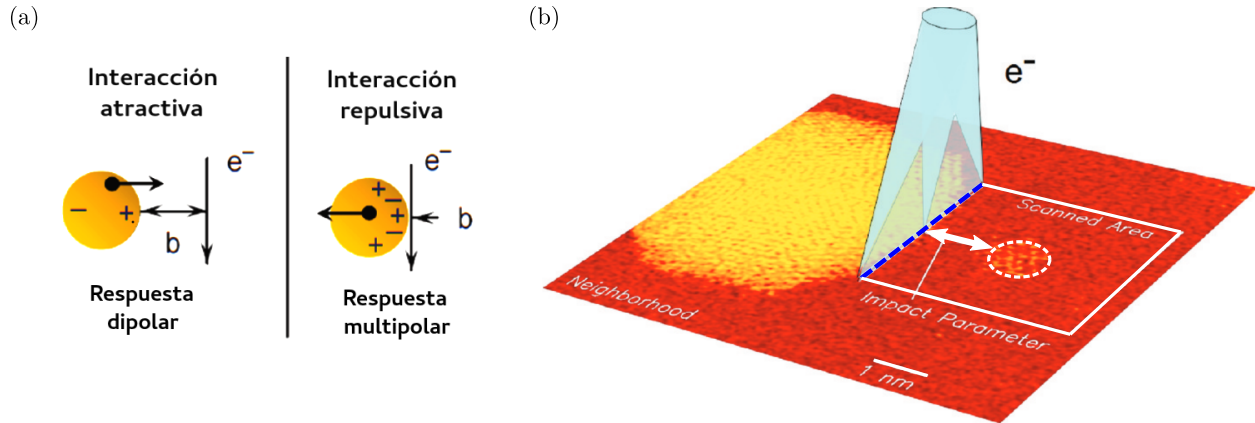 (a)
Interacción
atractiva
e⁻
−
+
b
Respuesta
dipolar
Interacción
repulsiva
e⁻
+
−
+
−
+
b
Respuesta
multipolar
(b)
e⁻
Scanned Area
Neighborhood
Impact Parameter
1 nm